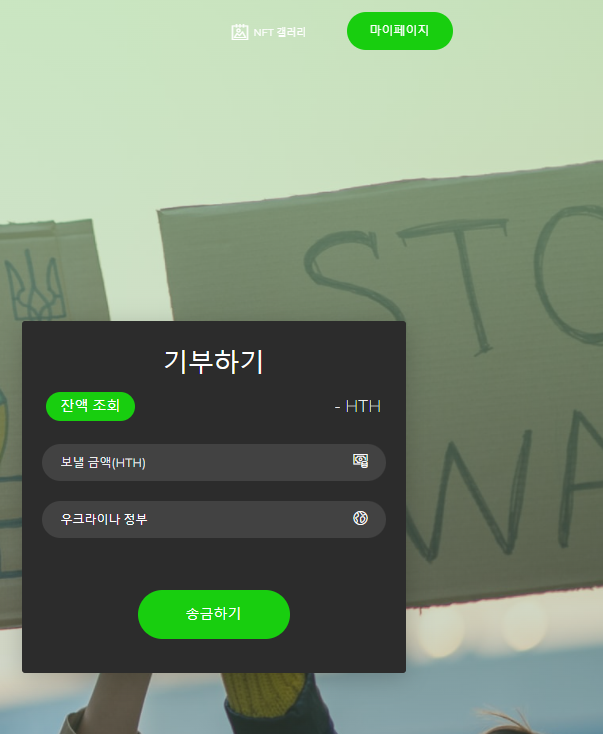 NFT 갤러리
마이페이지
STO
WA
기부하기
잔액 조회
- HTH
보낼 금액(HTH)
우크라이나 정부
송금하기